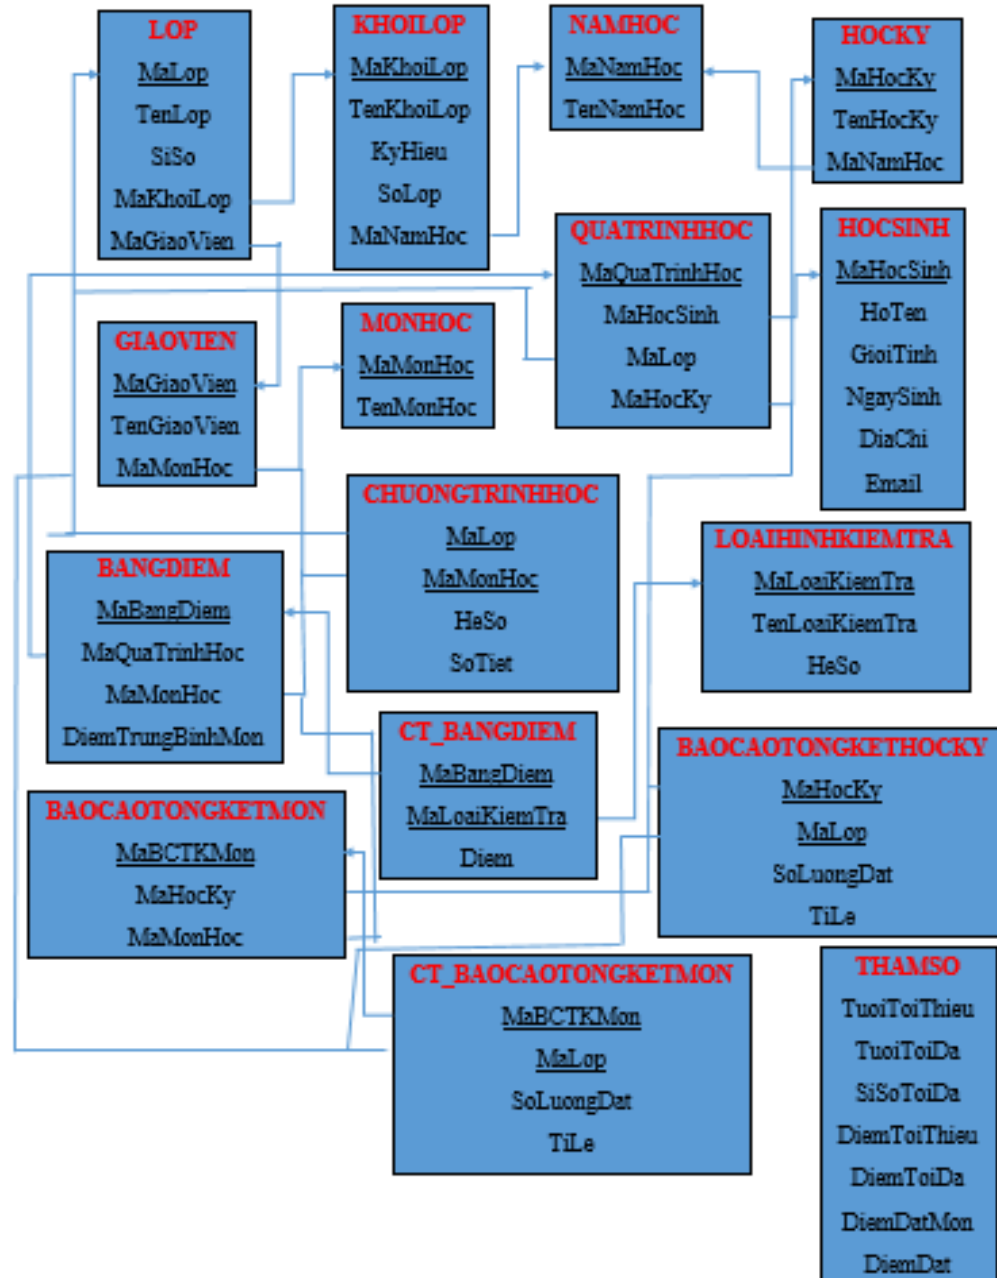 LOP
MaLop
TenLop
SiSo
MaKhoiLop
MaGiaoVien
KHOILOP
MaKhoiLop
TenKhoiLop
KyHieu
SoLop
MaNamHoc
NAMHOC
MaNamHoc
TenNamHoc
HOCKY
MaHocKy
TenHocKy
MaNamHoc
QUATRINHHOC
MaQuaTrinhHoc
MaHocSinh
MaLop
MaHocKy
HOCSINH
MaHocSinh
HoTen
GioiTinh
NgaySinh
DiaChi
Email
GIAOVIEN
MaGiaoVien
TenGiaoVien
MaMonHoc
MONHOC
MaMonHoc
TenMonHoc
CHUONGTRINHHOC
MaLop
MaMonHoc
HeSo
SoTiet
LOAIHINHKIEMTRA
MaLoaiKiemTra
TenLoaiKiemTra
HeSo
BANGDIEM
MaBangDiem
MaQuaTrinhHoc
MaMonHoc
DiemTrungBinhMon
CT_BANGDIEM
MaBangDiem
MaLoaiKiemTra
Diem
BAOCAOTONGKETHOCKY
MaHocKy
MaLop
SoLuongDat
TiLe
BAOCAOTONGKETMON
MaBCTKMon
MaHocKy
MaMonHoc
CT_BAOCAOTONGKETMON
MaBCTKMon
MaLop
SoLuongDat
TiLe
THAMSO
TuoiToiThieu
TuoiToiDa
SiSoToiDa
DiemToiThieu
DiemToiDa
DiemDatMon
DiemDat